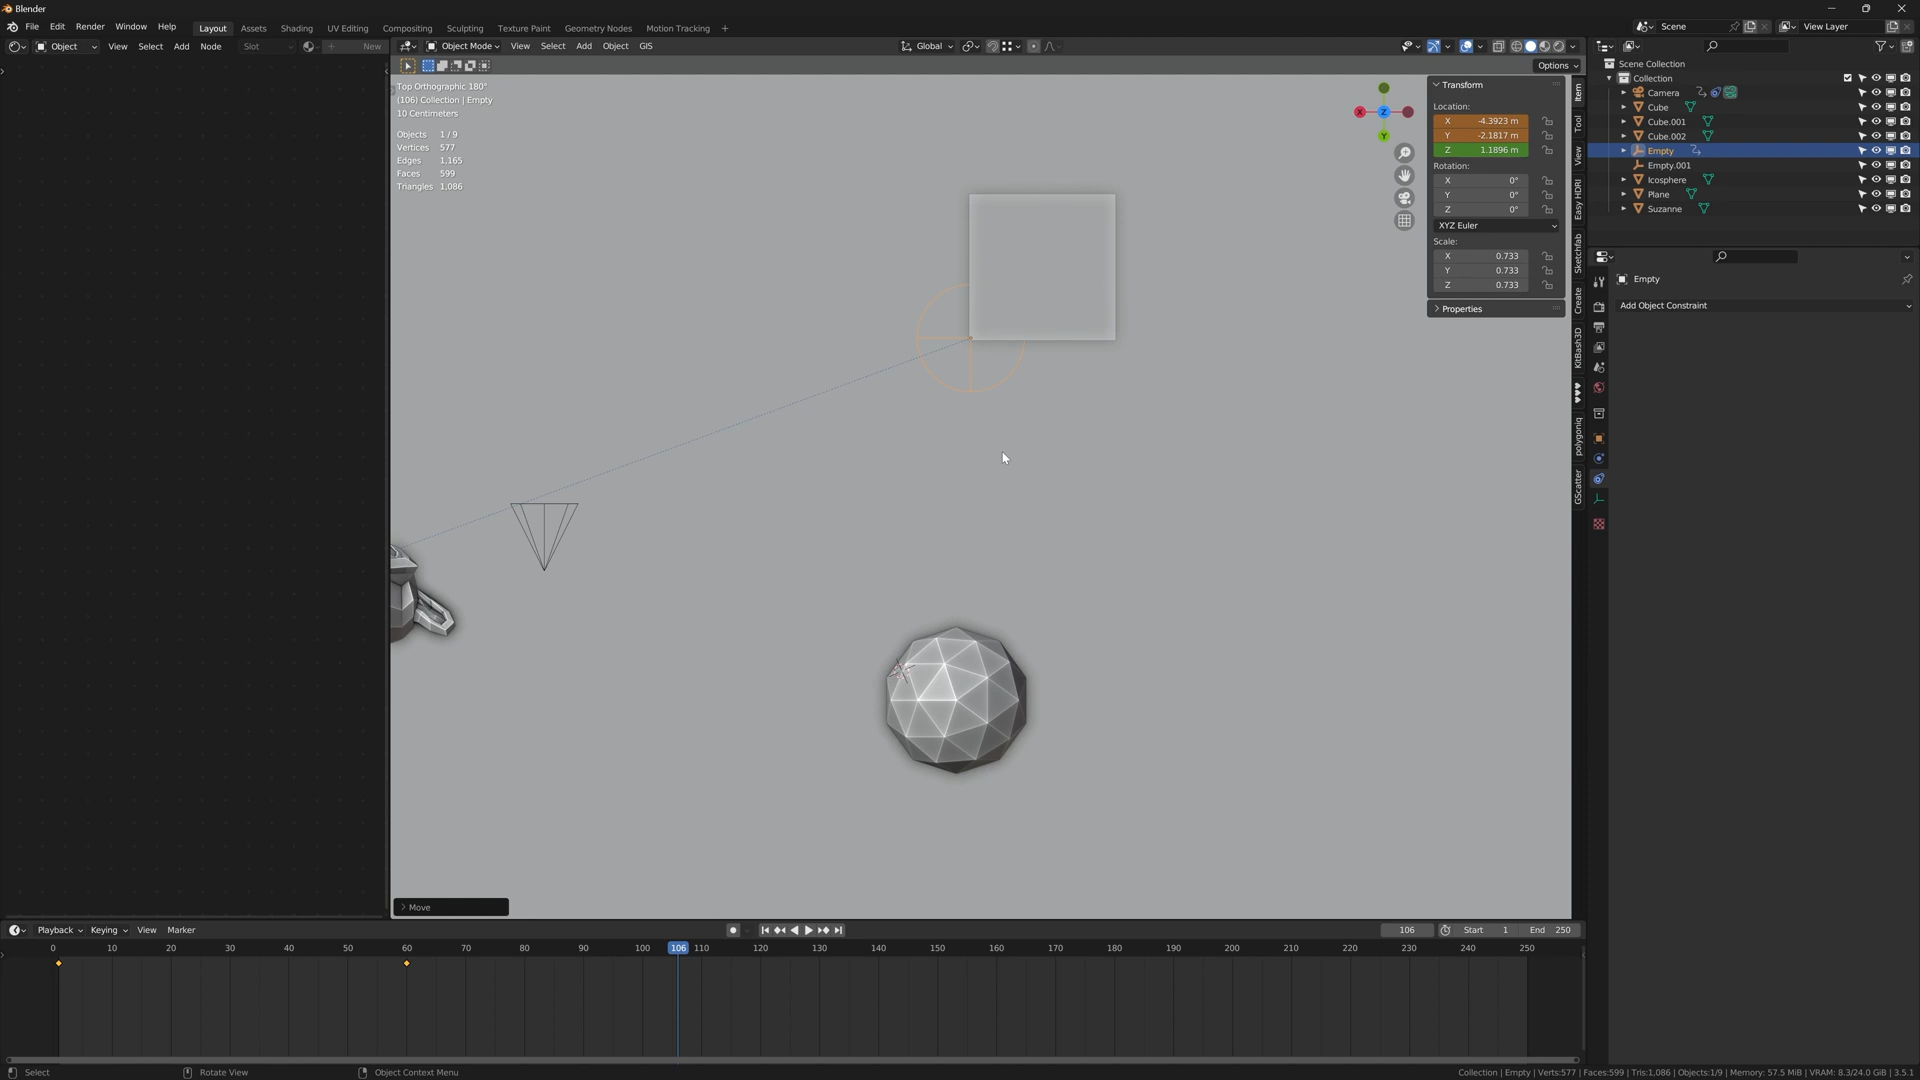 Blender
File Edit Render Window Help
Layout Assets Shading UV Editing Compositing Sculpting Texture Paint Geometry Nodes Motion Tracking +
Scene
View Layer
Object View Select Add Node Slot New
Object Mode View Select Add Object GIS
Global
Options
Top Orthographic 180°
(106) Collection | Empty
10 Centimeters
Objects 1 / 9
Vertices 577
Edges 1,165
Faces 599
Triangles 1,086
X Z Y
Transform
Location:
X -4.3923 m
Y -2.1817 m
Z 1.1896 m
Rotation:
X 0°
Y 0°
Z 0°
XYZ Euler
Scale:
X 0.733
Y 0.733
Z 0.733
Properties
Item
Tool
View
Easy HDRI
Sketchfab
Create
KitBash3D
polygoniq
GScatter
Scene Collection
Collection
Camera
Cube
Cube.001
Cube.002
Empty
Empty.001
Icosphere
Plane
Suzanne
Empty
Add Object Constraint
Move
Playback Keying View Marker
106 Start 1 End 250
0 10 20 30 40 50 60 70 80 90 100 106 110 120 130 140 150 160 170 180 190 200 210 220 230 240 250
Select Rotate View Object Context Menu
Collection | Empty | Verts:577 | Faces:599 | Tris:1,086 | Objects:1/9 | Memory: 57.5 MiB | VRAM: 8.3/24.0 GiB | 3.5.1